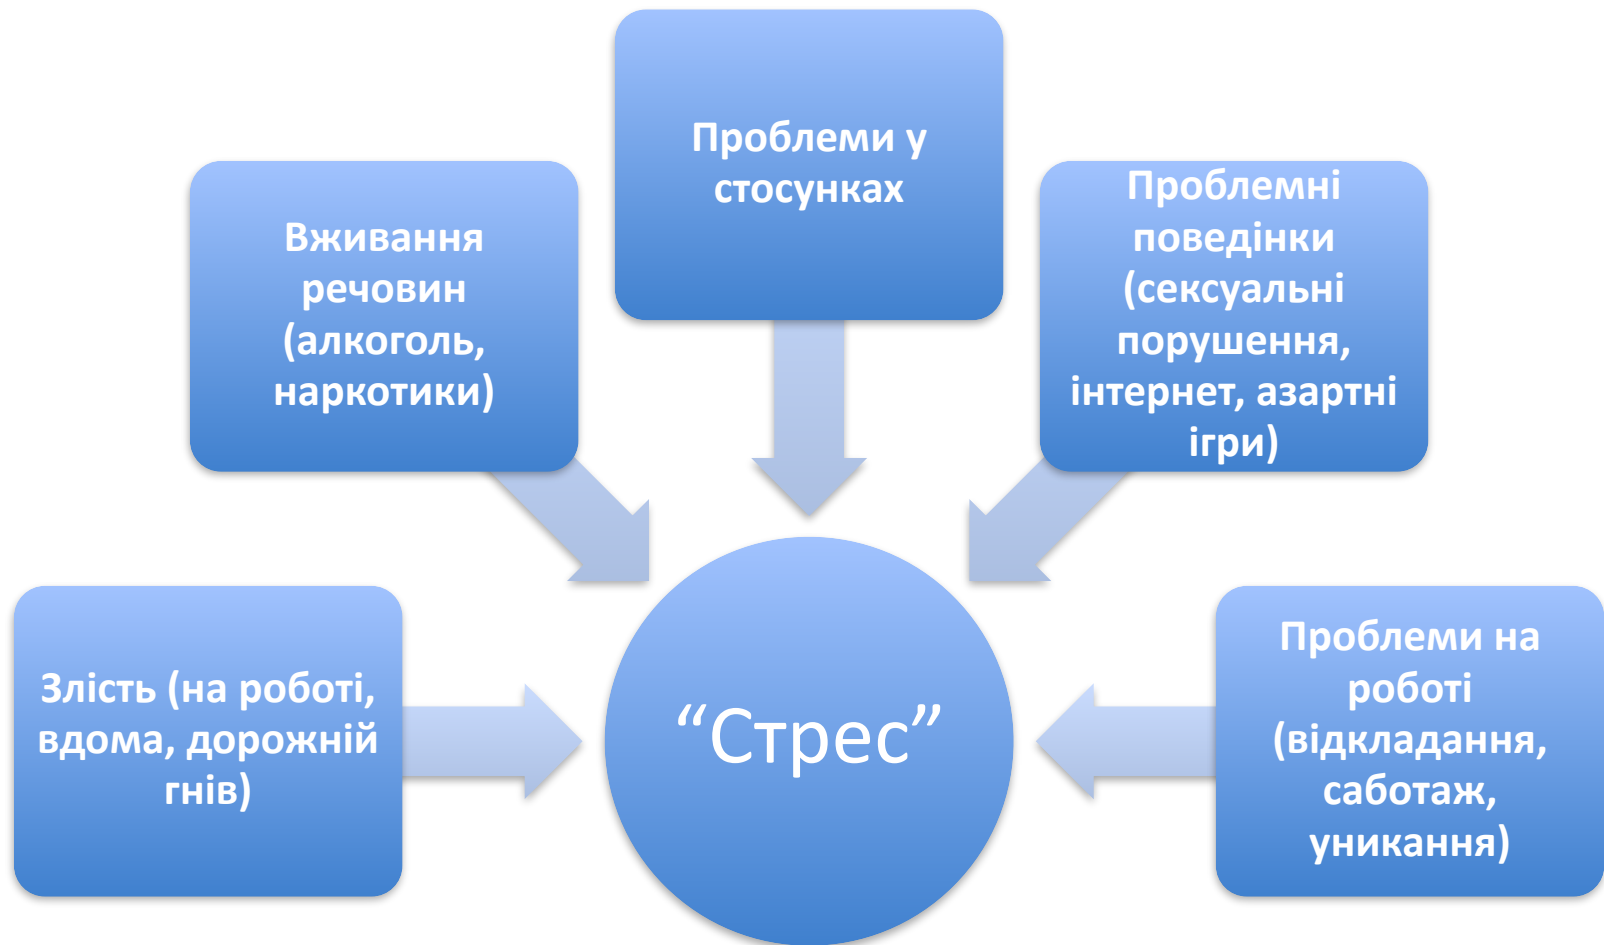 Проблеми у
стосунках
Вживання
речовин
(алкоголь,
наркотики)
Проблемні
поведінки
(сексуальні
порушення,
інтернет, азартні
ігри)
Злість (на роботі,
вдома, дорожній
гнів)
“Стрес”
Проблеми на
роботі
(відкладання,
саботаж,
уникання)